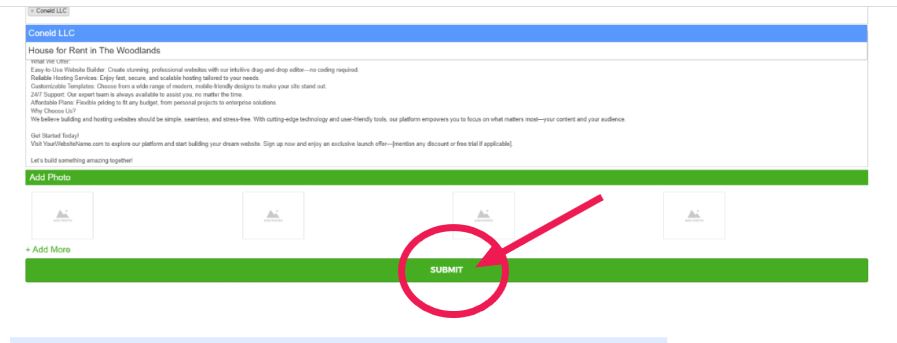 × Coneid LLC
Coneid LLC
House for Rent in The Woodlands
What We Offer:
Easy-to-Use Website Builder: Create stunning, professional websites with our intuitive drag-and-drop editor—no coding required.
Reliable Hosting Services: Enjoy fast, secure, and scalable hosting tailored to your needs.
Customizable Templates: Choose from a wide range of modern, mobile-friendly designs to make your site stand out.
24/7 Support: Our expert team is always available to assist you, no matter the time.
Affordable Plans: Flexible pricing to fit any budget, from personal projects to enterprise solutions.
Why Choose Us?
We believe building and hosting websites should be simple, seamless, and stress-free. With cutting-edge technology and user-friendly tools, our platform empowers you to focus on what matters most—your content and your audience.
Get Started Today!
Visit YourWebsiteName.com to explore our platform and start building your dream website. Sign up now and enjoy an exclusive launch offer—[mention any discount or free trial if applicable].
Let's build something amazing together!
Add Photo
+ Add More
SUBMIT